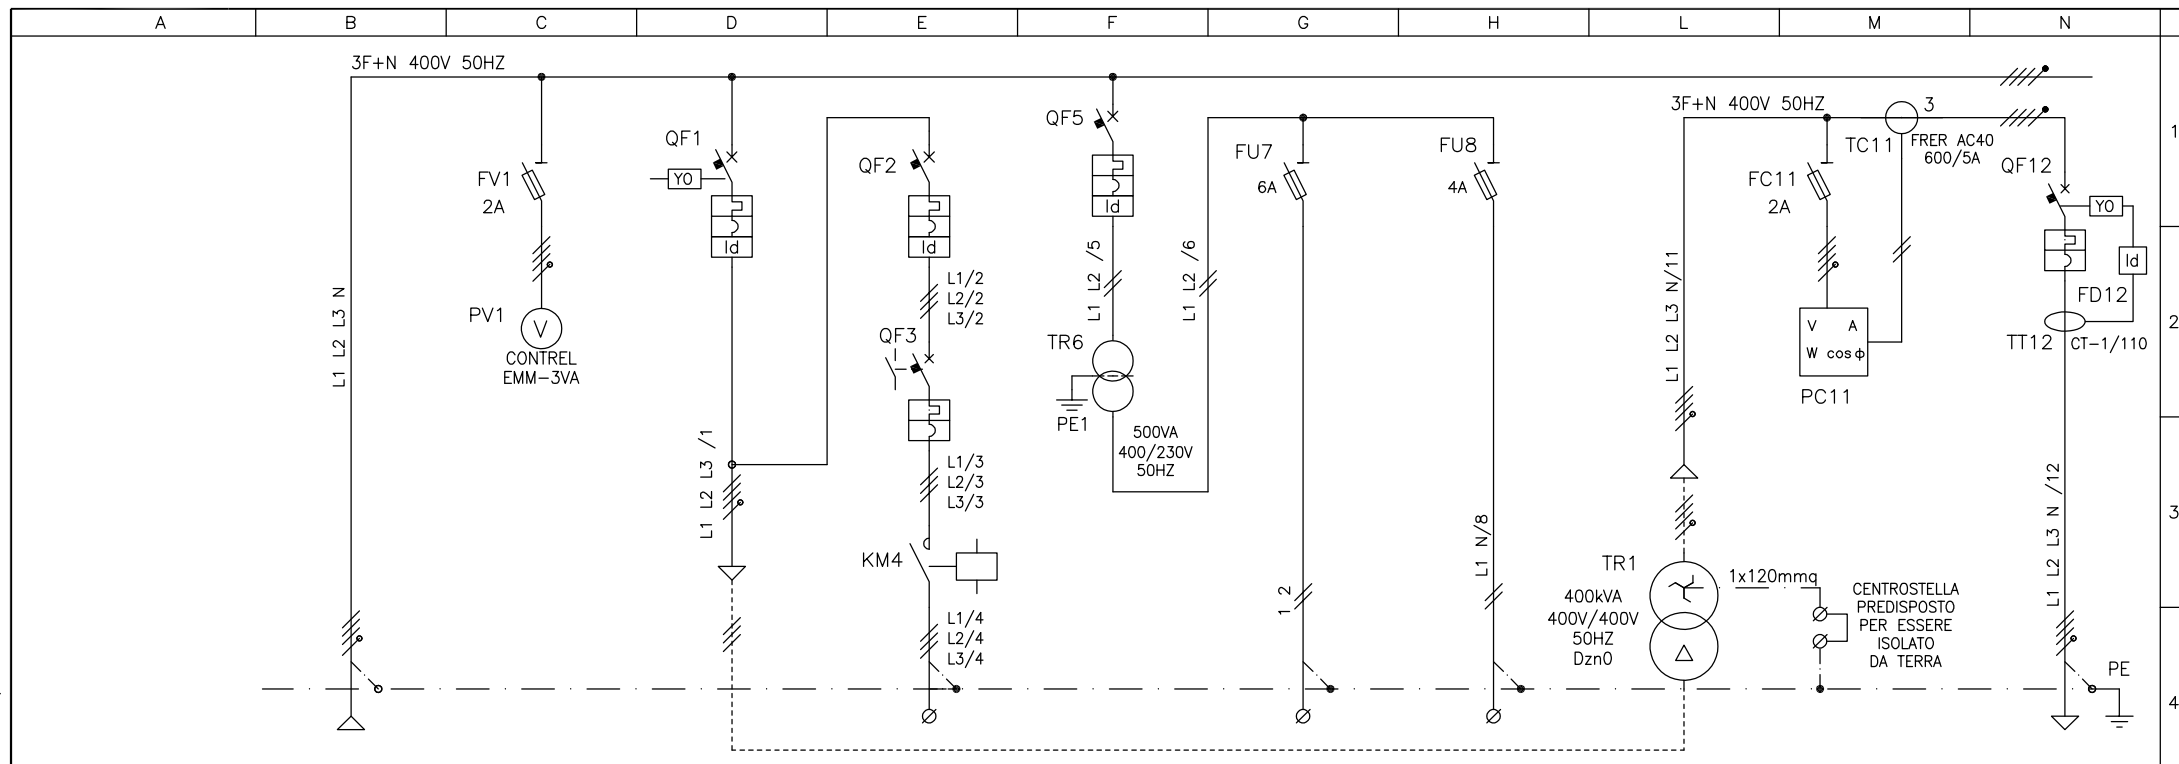 A B C D E F G H L M N
3F+N 400V 50HZ
3F+N 400V 50HZ
3
TC11
FRER AC40
600/5A
1
QF1
Y0
Id
QF2
Id
QF5
Id
FV1
2A
FU7
6A
FU8
4A
FC11
2A
QF12
Y0
Id
FD12
TT12
CT-1/110
L1 L2 L3 N
PV1
V
CONTREL
EMM-3VA
L1/2
L2/2
L3/2
QF3
L1 L2 /5
L1 L2 /6
TR6
PE1
500VA
400/230V
50HZ
L1 L2 L3 N/11
V A
W cosϕ
PC11
2
L1 L2 L3 /1
L1/3
L2/3
L3/3
KM4
L1/4
L2/4
L3/4
1 2
L1 N/8
TR1
400kVA
400V/400V
50HZ
Dzn0
1x120mmq
CENTROSTELLA
PREDISPOSTO
PER ESSERE
ISOLATO
DA TERRA
L1 L2 L3 N /12
3
PE
4